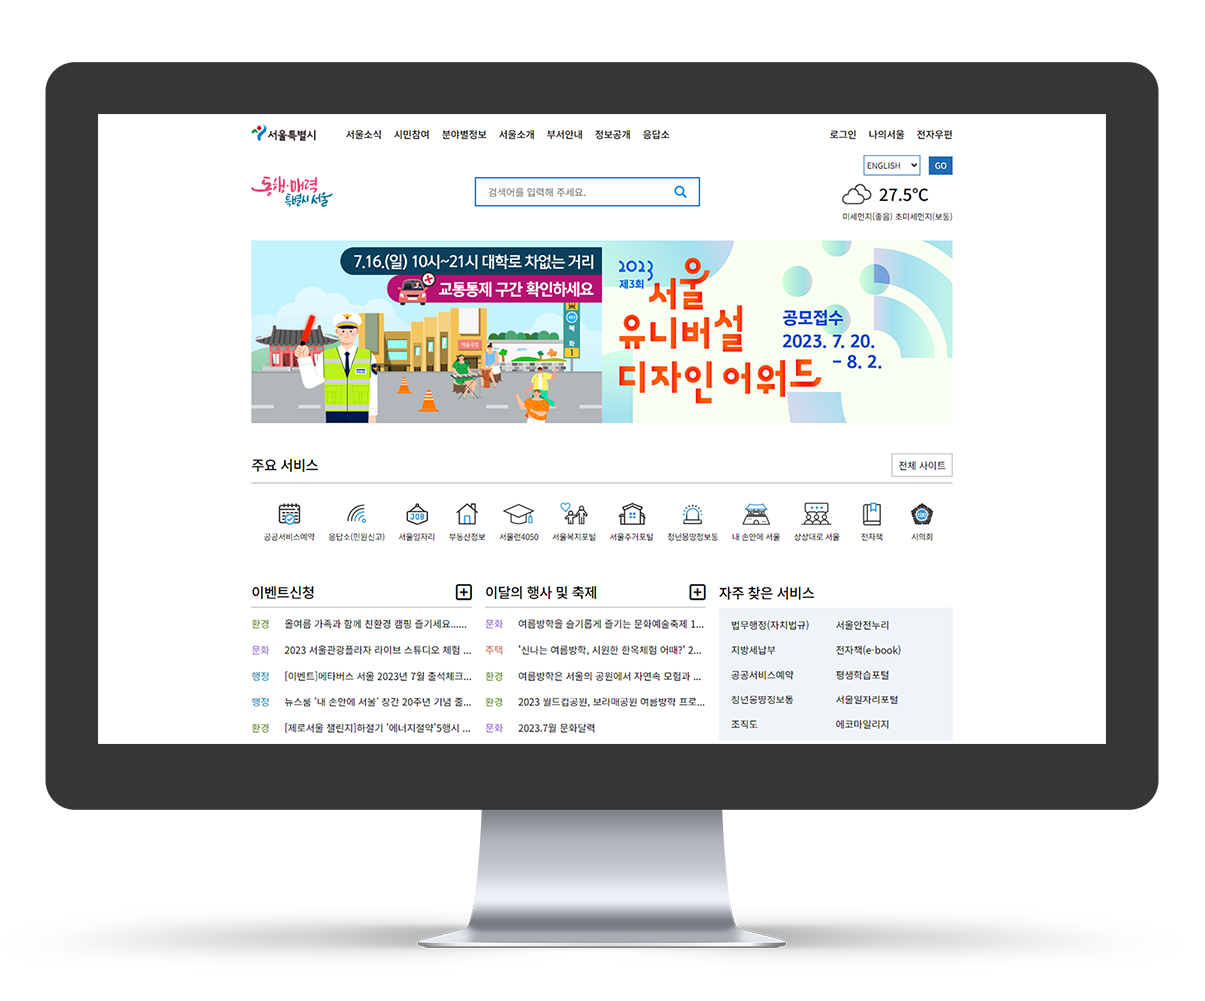 서울특별시 서울소식 시민참여 분야별정보 서울소개 부서안내 정보공개 응답소 로그인 나의서울 전자우편
ENGLISH GO
동행·매력
특별시 서울
검색어를 입력해 주세요.
27.5℃
미세먼지(좋음) 초미세먼지(보통)
7.16.(일) 10시~21시 대학로 차없는 거리
교통통제 구간 확인하세요
2023
제3회
서울
유니버설
디자인 어워드
공모접수
2023. 7. 20.
– 8. 2.
주요 서비스
전체 사이트
JOB
공공서비스예약 응답소(민원신고) 서울일자리 부동산정보 서울런4050 서울복지포털 서울주거포털 청년몽땅정보통 내 손안에 서울 상상대로 서울 전자책 시의회
이벤트신청
환경 올여름 가족과 함께 친환경 캠핑 즐기세요......
문화 2023 서울관광플라자 라이브 스튜디오 체험 ...
행정 [이벤트]메타버스 서울 2023년 7월 출석체크...
행정 뉴스룸 '내 손안에 서울' 창간 20주년 기념 줄...
환경 [제로서울 챌린지]하절기 '에너지절약'5행시 ...
이달의 행사 및 축제
문화 여름방학을 슬기롭게 즐기는 문화예술축제 1...
주택 '신나는 여름방학, 시원한 한옥체험 어때?' 2...
환경 여름방학은 서울의 공원에서 자연속 모험과 ...
환경 2023 월드컵공원, 보라매공원 여름방학 프로...
문화 2023.7월 문화달력
자주 찾은 서비스
법무행정(자치법규) 서울안전누리
지방세납부 전자책(e-book)
공공서비스예약 평생학습포털
청년몽땅정보통 서울일자리포털
조직도 에코마일리지